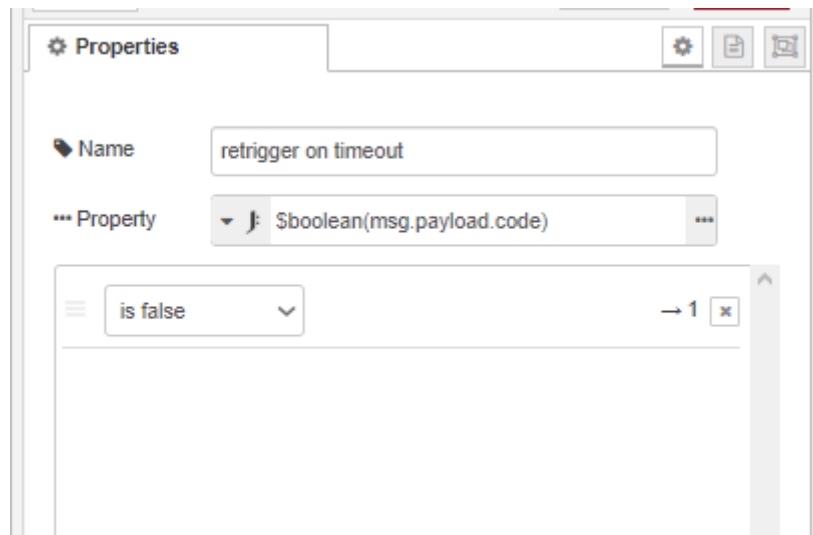 Properties
Name
retrigger on timeout
Property
J: $boolean(msg.payload.code)
is false
→ 1 x